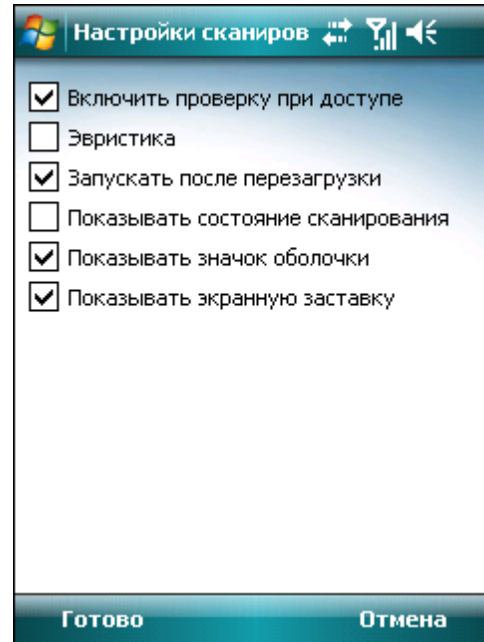 Настройки сканиров
Включить проверку при доступе
Эвристика
Запускать после перезагрузки
Показывать состояние сканирования
Показывать значок оболочки
Показывать экранную заставку
Готово Отмена